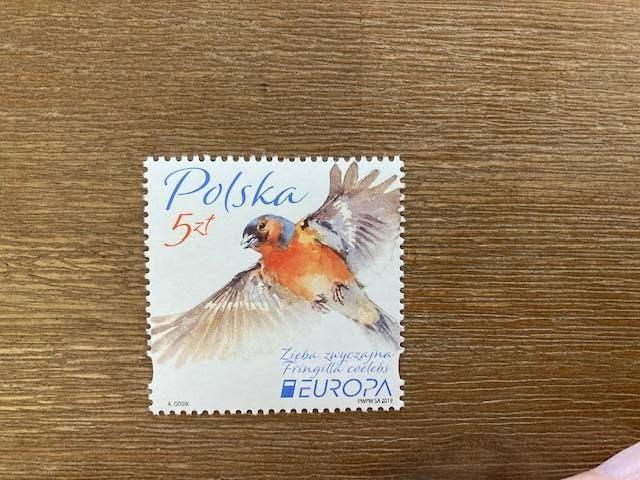 Polska
5zł
Zięba zwyczajna
Fringilla coelebs
EUROPA
A. GOSIK
PWPW SA 2019